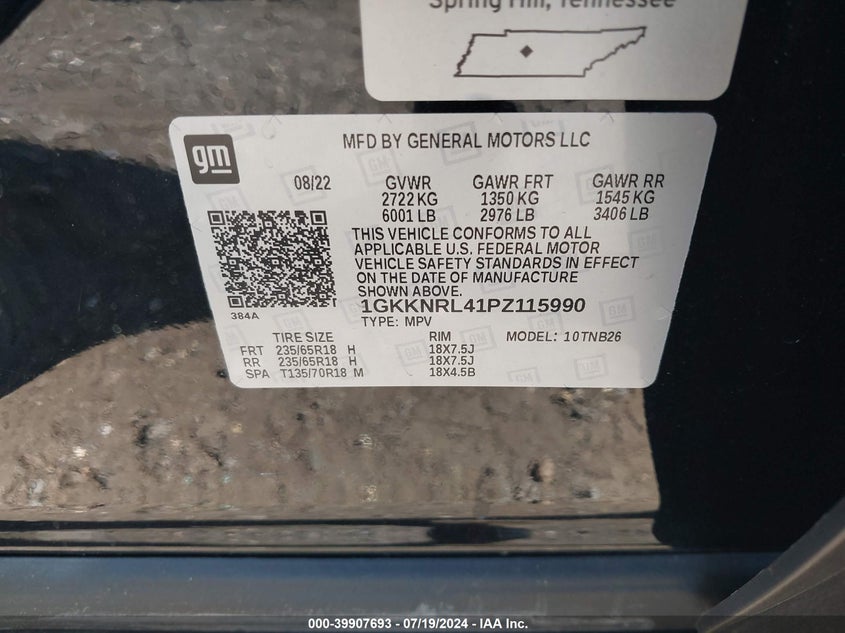 Spring Hill, Tennessee
gm
MFD BY GENERAL MOTORS LLC
08/22
GVWR GAWR FRT GAWR RR
2722 KG 1350 KG 1545 KG
6001 LB 2976 LB 3406 LB
THIS VEHICLE CONFORMS TO ALL
APPLICABLE U.S. FEDERAL MOTOR
VEHICLE SAFETY STANDARDS IN EFFECT
ON THE DATE OF MANUFACTURE
SHOWN ABOVE.
384A
1GKKNRL41PZ115990
TYPE: MPV
TIRE SIZE RIM MODEL: 10TNB26
FRT 235/65R18 H 18X7.5J
RR 235/65R18 H 18X7.5J
SPA T135/70R18 M 18X4.5B
000-39907693 - 07/19/2024 - IAA Inc.